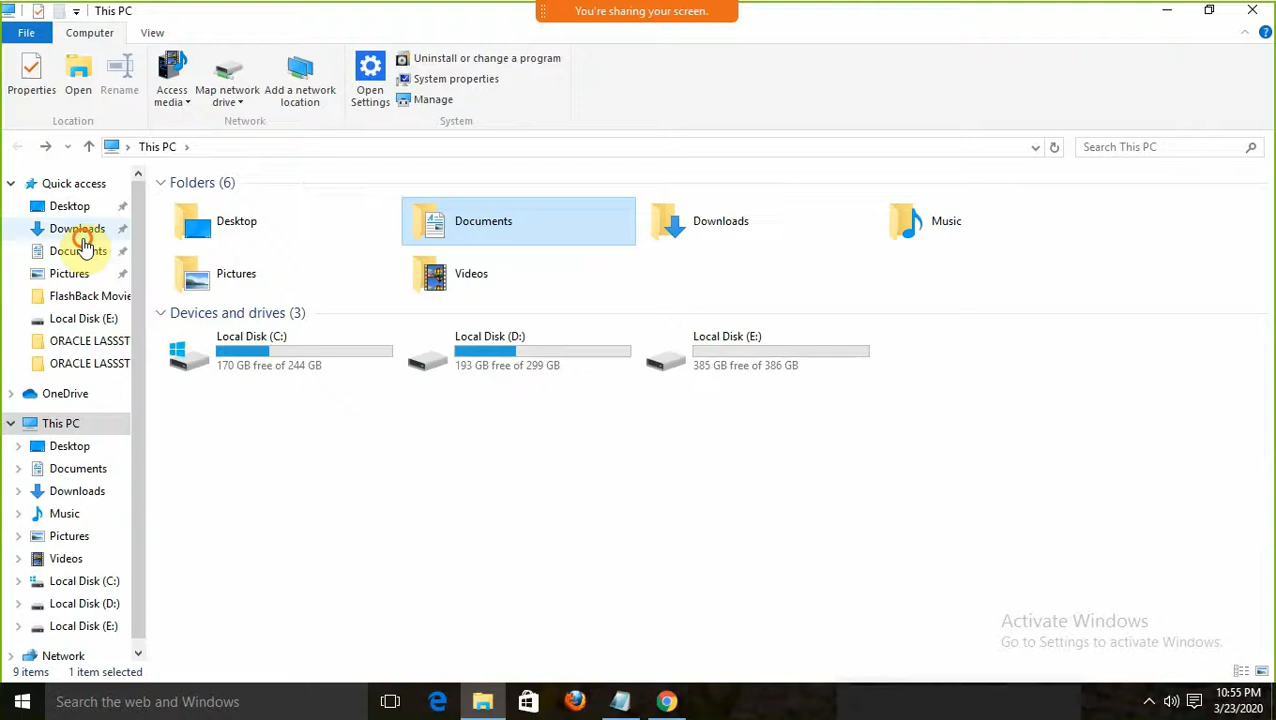 This PC
You're sharing your screen.
File
Computer
View
Properties
Open
Rename
Access media
Map network drive
Add a network location
Open Settings
Uninstall or change a program
System properties
Manage
Location
Network
System
This PC
Search This PC
Quick access
Desktop
Downloads
Documents
Pictures
FlashBack Movie
Local Disk (E:)
ORACLE LASSST
ORACLE LASSST
OneDrive
This PC
Desktop
Documents
Downloads
Music
Pictures
Videos
Local Disk (C:)
Local Disk (D:)
Local Disk (E:)
Network
Folders (6)
Desktop
Documents
Downloads
Music
Pictures
Videos
Devices and drives (3)
Local Disk (C:)
170 GB free of 244 GB
Local Disk (D:)
193 GB free of 299 GB
Local Disk (E:)
385 GB free of 386 GB
Activate Windows
Go to Settings to activate Windows.
9 items
1 item selected
Search the web and Windows
10:55 PM
3/23/2020